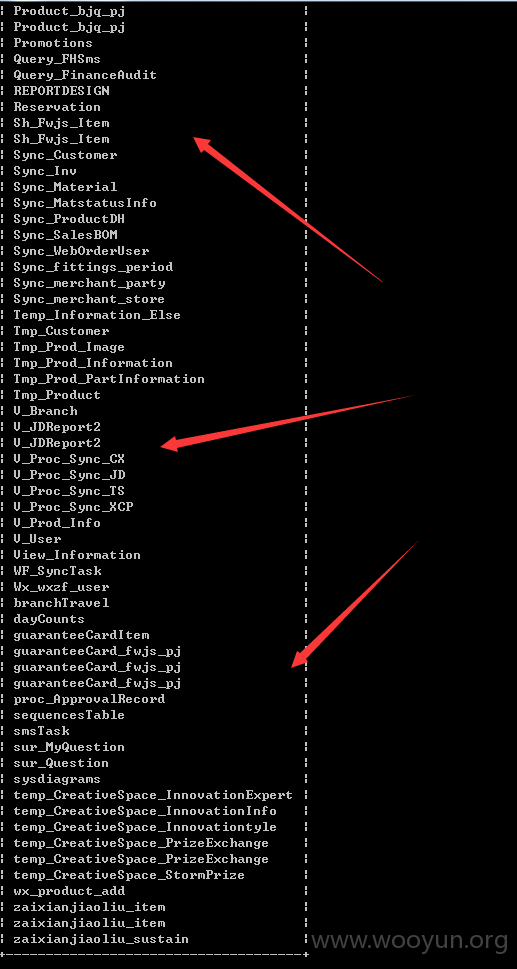 Product_bjq_pj
Product_bjq_pj
Promotions
Query_FHSms
Query_FinanceAudit
REPORTDESIGN
Reservation
Sh_Fwjs_Item
Sh_Fwjs_Item
Sync_Customer
Sync_Inv
Sync_Material
Sync_MatstatusInfo
Sync_ProductDH
Sync_SalesBOM
Sync_WebOrderUser
Sync_fittings_period
Sync_merchant_party
Sync_merchant_store
Temp_Information_Else
Tmp_Customer
Tmp_Prod_Image
Tmp_Prod_Information
Tmp_Prod_PartInformation
Tmp_Product
V_Branch
V_JDReport2
V_JDReport2
V_Proc_Sync_CX
V_Proc_Sync_JD
V_Proc_Sync_TS
V_Proc_Sync_XCP
V_Prod_Info
V_User
View_Information
WF_SyncTask
Wx_wxzf_user
branchTravel
dayCounts
guaranteeCardItem
guaranteeCard_fwjs_pj
guaranteeCard_fwjs_pj
guaranteeCard_fwjs_pj
proc_ApprovalRecord
sequencesTable
smsTask
sur_MyQuestion
sur_Question
sysdiagrams
temp_CreativeSpace_InnovationExpert
temp_CreativeSpace_InnovationInfo
temp_CreativeSpace_Innovationtyle
temp_CreativeSpace_PrizeExchange
temp_CreativeSpace_PrizeExchange
temp_CreativeSpace_StormPrize
wx_product_add
zaixianjiaoliu_item
zaixianjiaoliu_item
zaixianjiaoliu_sustain
www.wooyun.org